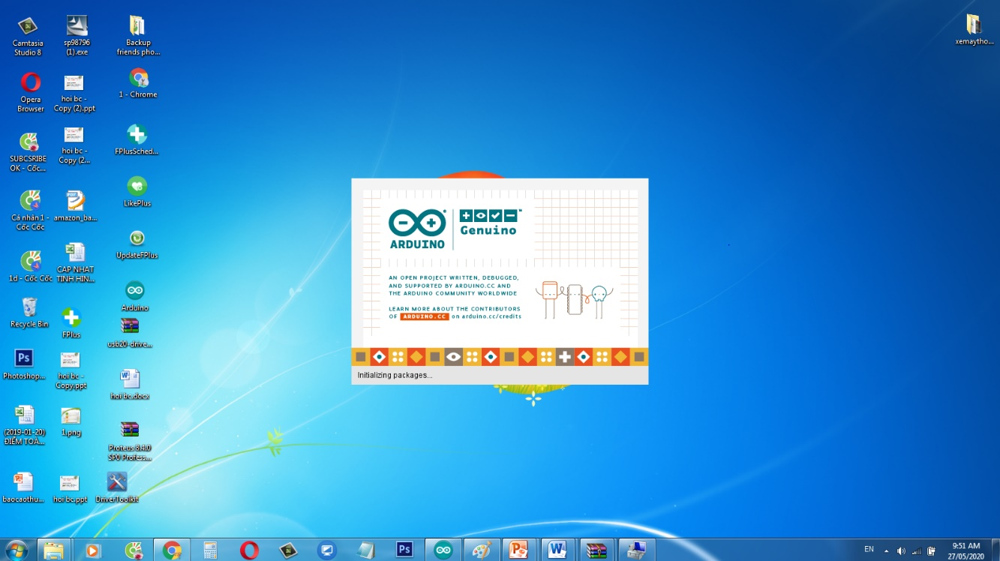 Camtasia
Studio 8
sp98796
(1).exe
Backup
friends pho...
xemaytho...
Opera
Browser
hoi bc -
Copy (2).ppt
1 - Chrome
SUBCSRIBE
OK - Cốc...
hoi bc -
Copy (2...
FPlusSched...
Cá nhân 1 -
Cốc Cốc
PDF
amazon_ba...
LikePlus
1d - Cốc Cốc
CAP NHAT
TINH HIN...
UpdateFPlus
Recycle Bin
FPlus
Arduino
usb20-drive...
Ps
Photoshop...
hoi bc -
Copy.ppt
hoi bc.docx
(2019-01-20)
ĐIỂM TOÀ...
1.png
Proteus 8.4.0
SP0 Profess...
baocaothu...
hoi bc.ppt
DriverToolkit
ARDUINO
Genuino
TM
AN OPEN PROJECT WRITTEN, DEBUGGED,
AND SUPPORTED BY ARDUINO.CC AND
THE ARDUINO COMMUNITY WORLDWIDE
LEARN MORE ABOUT THE CONTRIBUTORS
OF ARDUINO.CC on arduino.cc/credits
Initializing packages...
Ps
EN
9:51 AM
27/05/2020